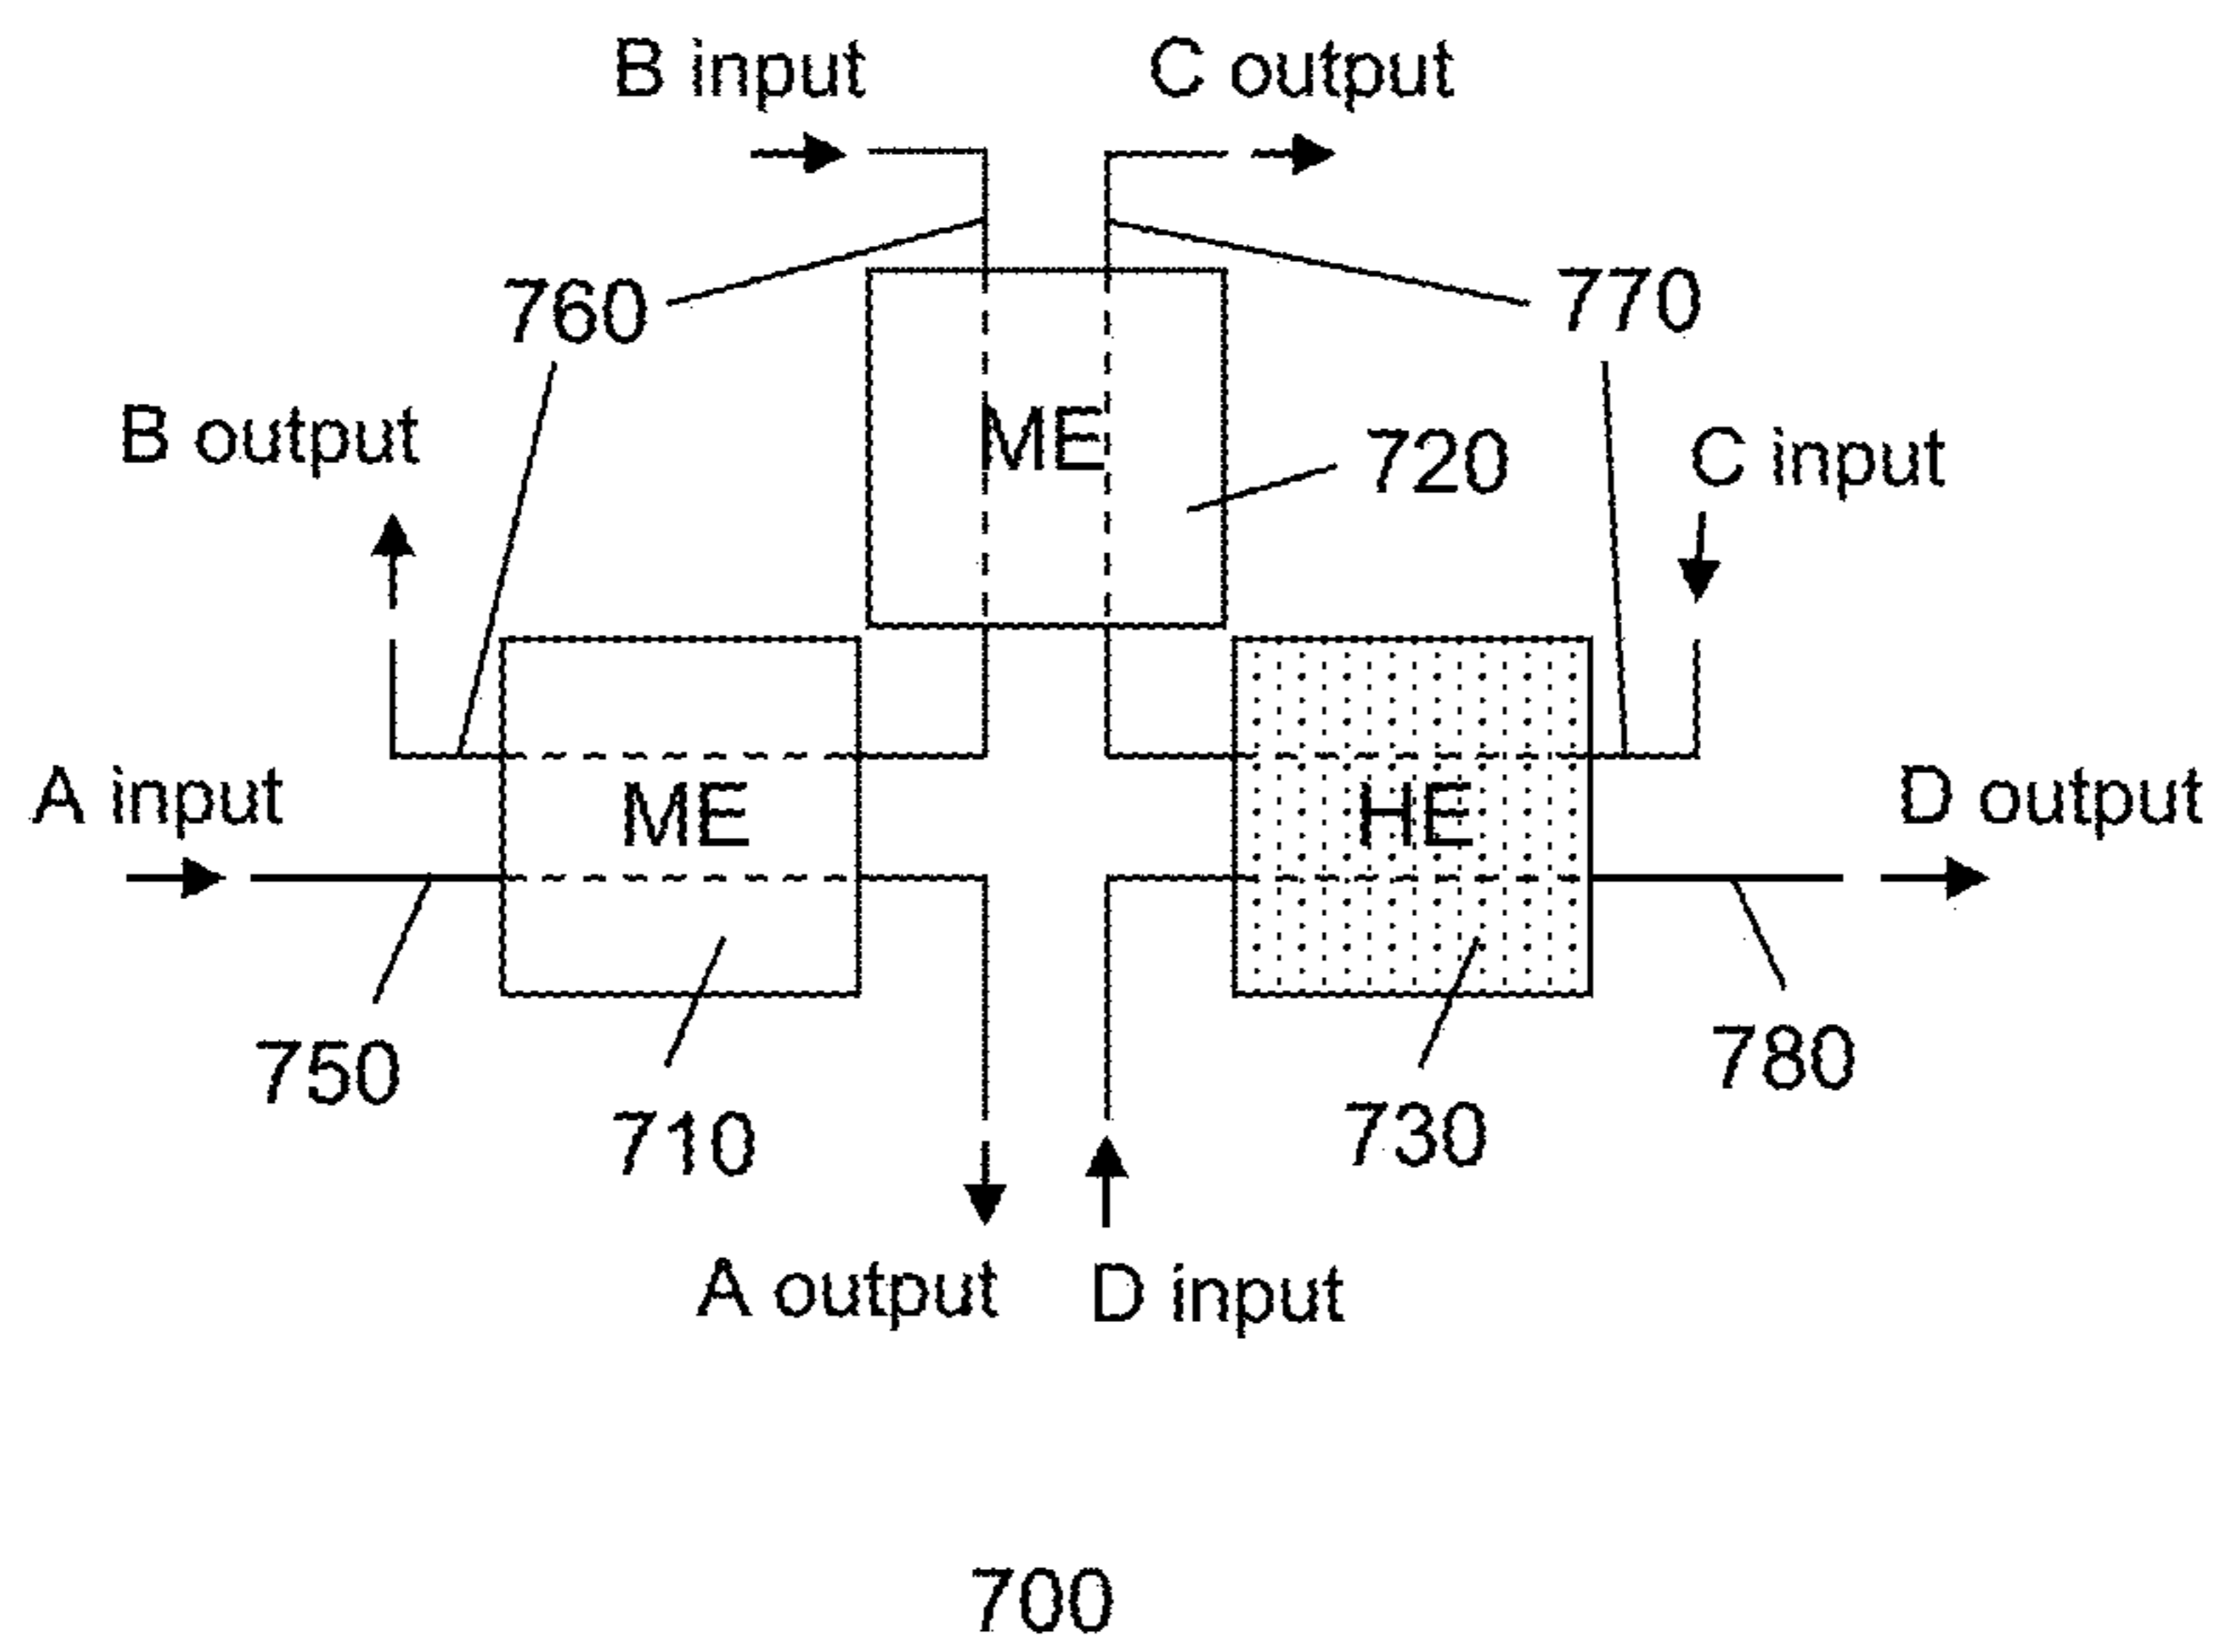 B input
C output
760
770
B output
ME
720
C input
A input
ME
HE
D output
750
710
730
780
A output
D input
700